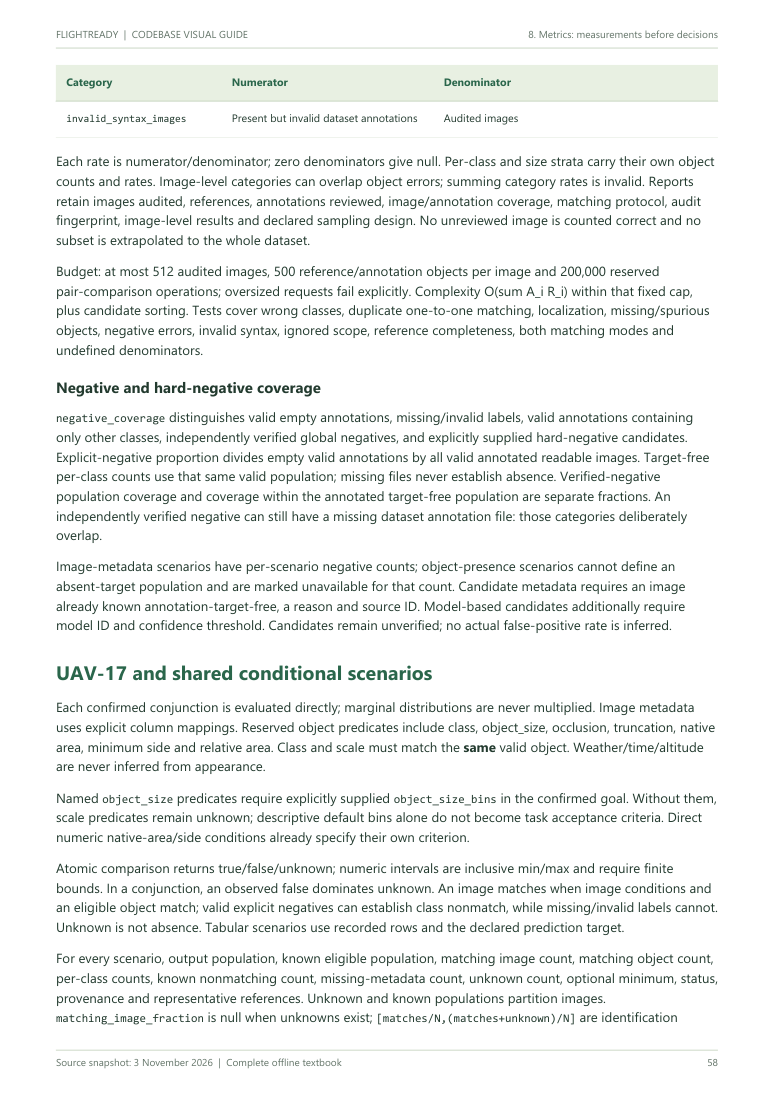 FLIGHTREADY | CODEBASE VISUAL GUIDE
8. Metrics: measurements before decisions
Category Numerator Denominator
invalid_syntax_images Present but invalid dataset annotations Audited images
Each rate is numerator/denominator; zero denominators give null. Per-class and size strata carry their own object
counts and rates. Image-level categories can overlap object errors; summing category rates is invalid. Reports
retain images audited, references, annotations reviewed, image/annotation coverage, matching protocol, audit
fingerprint, image-level results and declared sampling design. No unreviewed image is counted correct and no
subset is extrapolated to the whole dataset.
Budget: at most 512 audited images, 500 reference/annotation objects per image and 200,000 reserved
pair-comparison operations; oversized requests fail explicitly. Complexity O(sum A_i R_i) within that fixed cap,
plus candidate sorting. Tests cover wrong classes, duplicate one-to-one matching, localization, missing/spurious
objects, negative errors, invalid syntax, ignored scope, reference completeness, both matching modes and
undefined denominators.
Negative and hard-negative coverage
negative_coverage distinguishes valid empty annotations, missing/invalid labels, valid annotations containing
only other classes, independently verified global negatives, and explicitly supplied hard-negative candidates.
Explicit-negative proportion divides empty valid annotations by all valid annotated readable images. Target-free
per-class counts use that same valid population; missing files never establish absence. Verified-negative
population coverage and coverage within the annotated target-free population are separate fractions. An
independently verified negative can still have a missing dataset annotation file: those categories deliberately
overlap.
Image-metadata scenarios have per-scenario negative counts; object-presence scenarios cannot define an
absent-target population and are marked unavailable for that count. Candidate metadata requires an image
already known annotation-target-free, a reason and source ID. Model-based candidates additionally require
model ID and confidence threshold. Candidates remain unverified; no actual false-positive rate is inferred.
UAV-17 and shared conditional scenarios
Each confirmed conjunction is evaluated directly; marginal distributions are never multiplied. Image metadata
uses explicit column mappings. Reserved object predicates include class, object_size, occlusion, truncation, native
area, minimum side and relative area. Class and scale must match the same valid object. Weather/time/altitude
are never inferred from appearance.
Named object_size predicates require explicitly supplied object_size_bins in the confirmed goal. Without them,
scale predicates remain unknown; descriptive default bins alone do not become task acceptance criteria. Direct
numeric native-area/side conditions already specify their own criterion.
Atomic comparison returns true/false/unknown; numeric intervals are inclusive min/max and require finite
bounds. In a conjunction, an observed false dominates unknown. An image matches when image conditions and
an eligible object match; valid explicit negatives can establish class nonmatch, while missing/invalid labels cannot.
Unknown is not absence. Tabular scenarios use recorded rows and the declared prediction target.
For every scenario, output population, known eligible population, matching image count, matching object count,
per-class counts, known nonmatching count, missing-metadata count, unknown count, optional minimum, status,
provenance and representative references. Unknown and known populations partition images.
matching_image_fraction is null when unknowns exist; [matches/N,(matches+unknown)/N] are identification
Source snapshot: 3 November 2026 | Complete offline textbook
58